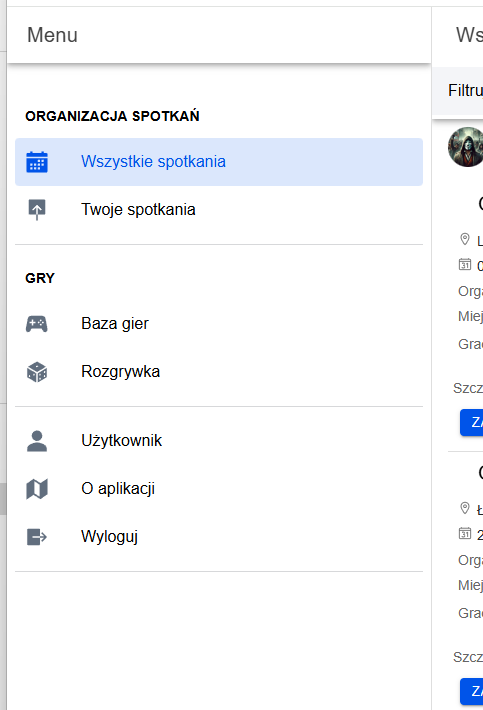 Menu
ORGANIZACJA SPOTKAŃ
Wszystkie spotkania
Twoje spotkania
GRY
Baza gier
Rozgrywka
Użytkownik
O aplikacji
Wyloguj
Ws
Filtru
L
31 0
Orga
Miej
Grac
Szcz
ZA
Ł
31 2
Orga
Miej
Grac
Szcz
ZA